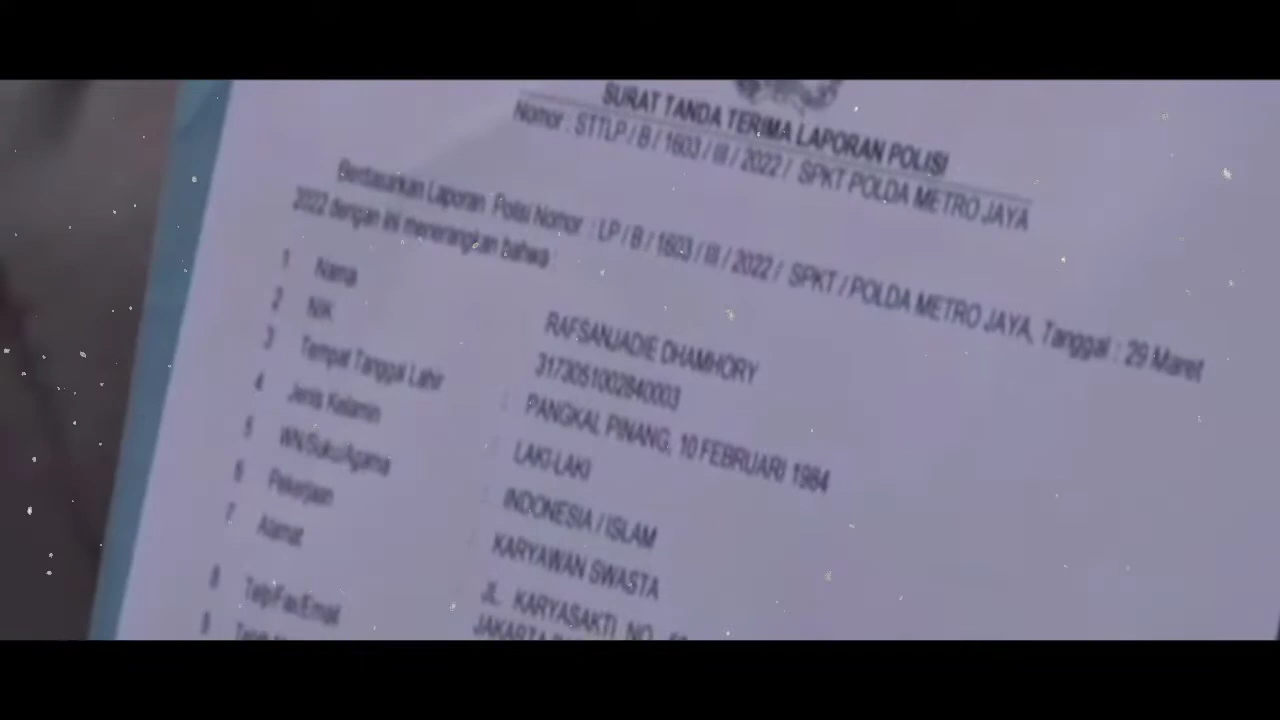 SURAT TANDA TERIMA LAPORAN POLISI
Nomor : STTLP / B / 1603 / III / 2022 / SPKT POLDA METRO JAYA
Berdasarkan Laporan Polisi Nomor : LP / B / 1603 / III / 2022 / SPKT / POLDA METRO JAYA, Tanggal : 29 Maret
2022 dengan ini menerangkan bahwa :
1 Nama RAFSANJADIE DHAMHORY
2 NIK 3173051002840003
3 Tempat Tanggal Lahir : PANGKAL PINANG, 10 FEBRUARI 1984
4 Jenis Kelamin : LAKI-LAKI
5 WN/Suku/Agama : INDONESIA / ISLAM
6 Pekerjaan : KARYAWAN SWASTA
7 Alamat JL. KARYASAKTI NO.
JAKARTA
8 Telp/Fax/Email
9